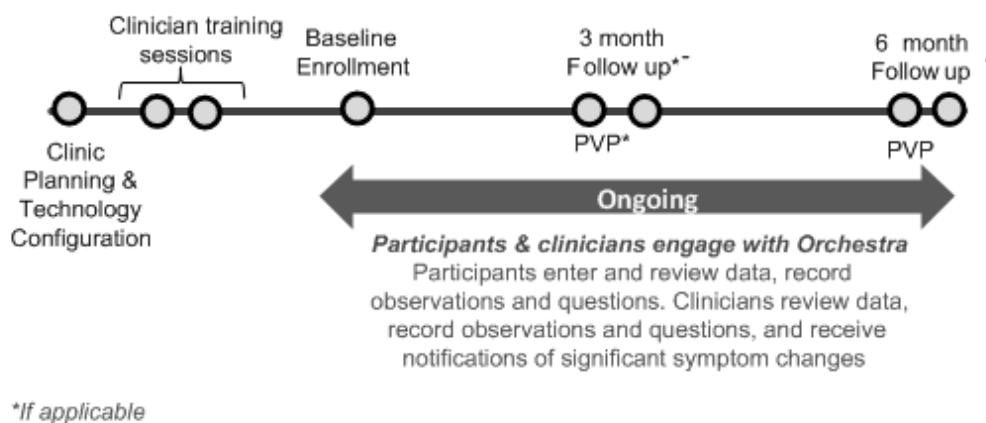 Clinician training
sessions
Baseline
Enrollment
3 month
Follow up*-
6 month
Follow up
PVP*
PVP
Clinic
Planning &
Technology
Configuration
Ongoing
Participants & clinicians engage with Orchestra
Participants enter and review data, record
observations and questions. Clinicians review data,
record observations and questions, and receive
notifications of significant symptom changes
*If applicable